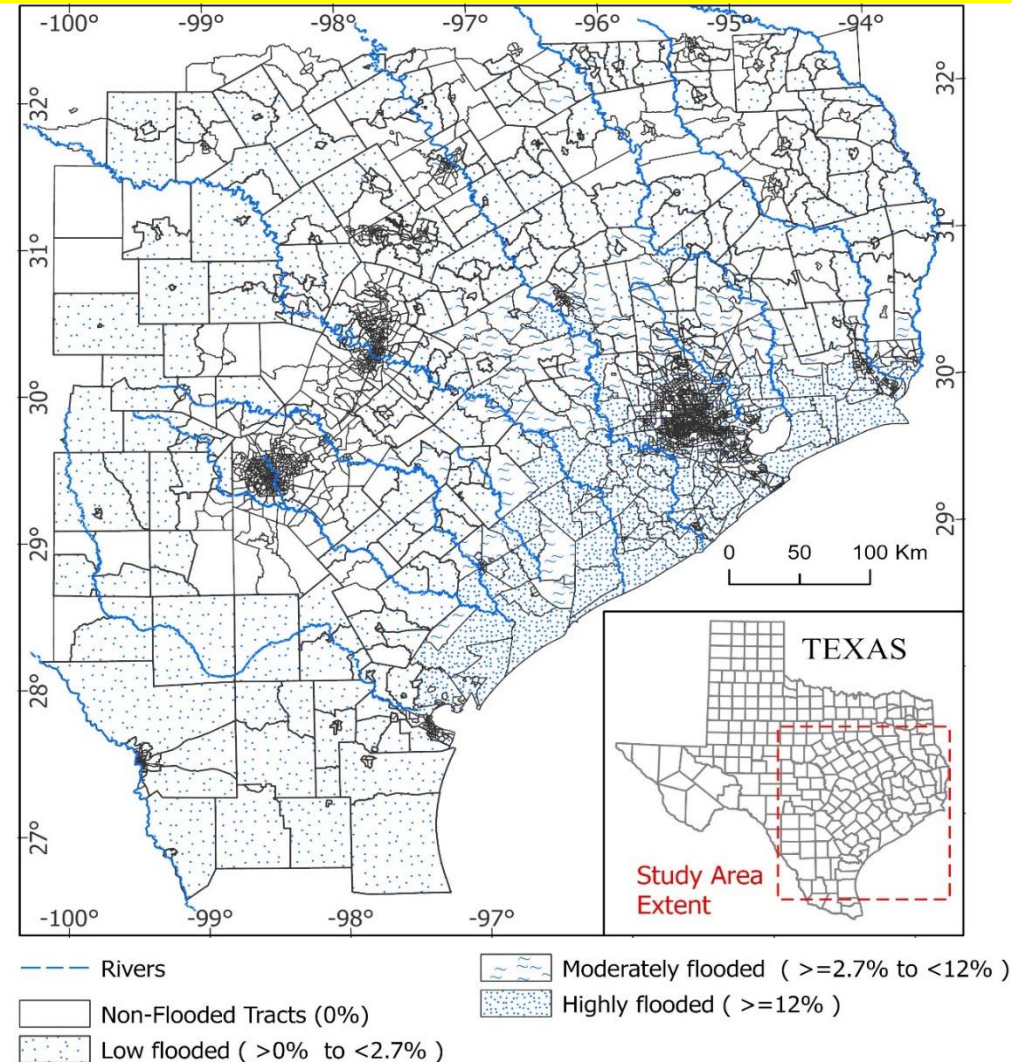 -99° -98° -97° -96° -95° -94°
32° 32°
31° 31°
30° 30°
29° 29°
28°
27°
0 50 100 Km
TEXAS
Study Area
Extent
-100° -99° -98° -97°
Rivers
Non-Flooded Tracts (0%)
Low flooded ( >0% to <2.7% )
Moderately flooded ( >=2.7% to <12% )
Highly flooded ( >=12% )